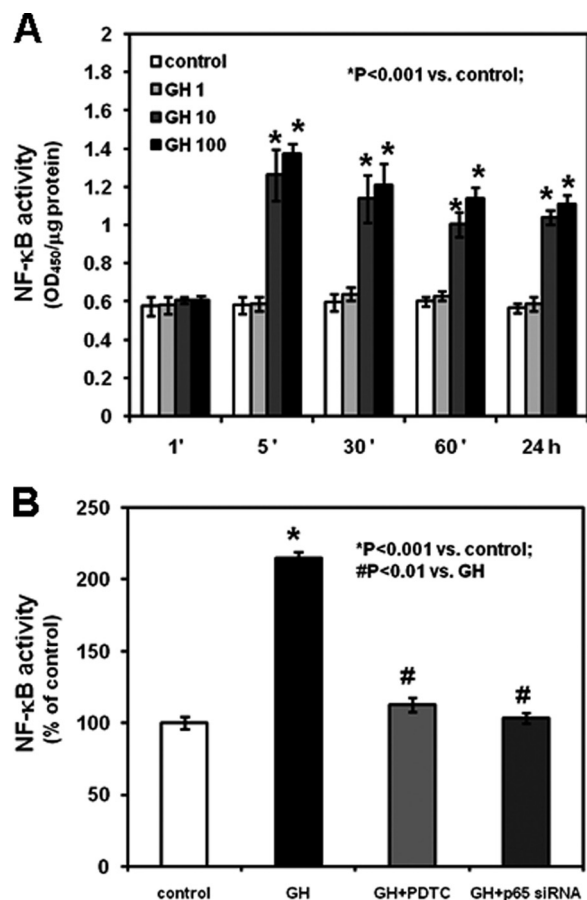 A
NF-κB activity
(OD450/μg protein)
2
1.8
1.6
1.4
1.2
1
0.8
0.6
0.4
0.2
0
control
GH 1
GH 10
GH 100
*P<0.001 vs. control;
* * * * * * * *
1' 5' 30' 60' 24 h
B
NF-κB activity
(% of control)
250
200
150
100
50
0
*P<0.001 vs. control;
#P<0.01 vs. GH
* # #
control GH GH+PDTC GH+p65 siRNA